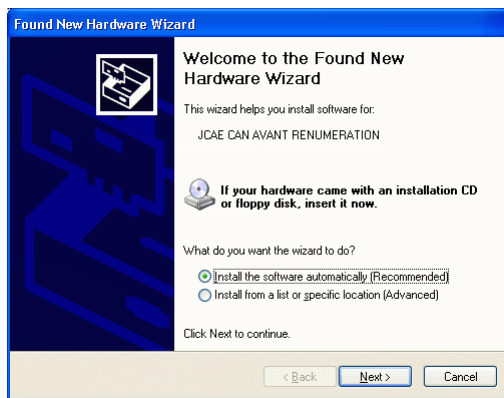 Found New Hardware Wizard
Welcome to the Found New
Hardware Wizard
This wizard helps you install software for:
JCAE CAN AVANT RENUMERATION
If your hardware came with an installation CD
or floppy disk, insert it now.
What do you want the wizard to do?
Install the software automatically (Recommended)
Install from a list or specific location (Advanced)
Click Next to continue.
< Back
Next >
Cancel